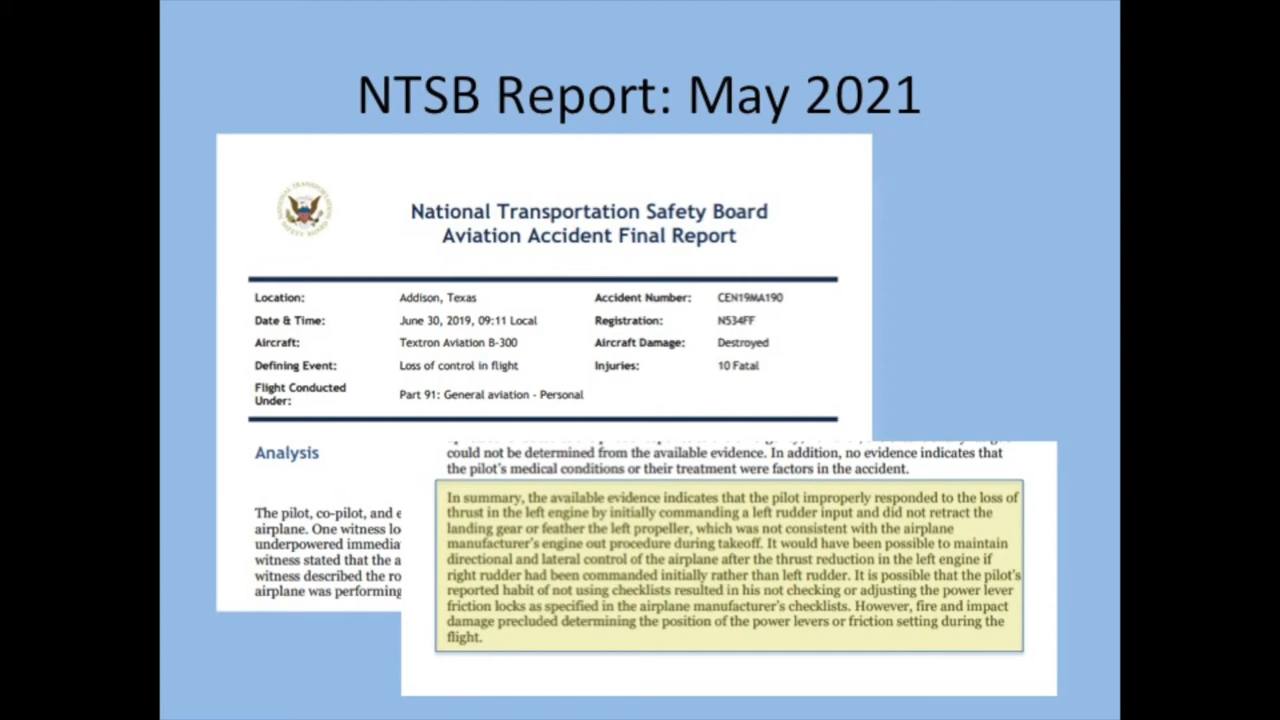 NTSB Report: May 2021
National Transportation Safety Board
Aviation Accident Final Report
Location: Addison, Texas Accident Number: CEN19MA190
Date & Time: June 30, 2019, 09:11 Local Registration: N534FF
Aircraft: Textron Aviation B-300 Aircraft Damage: Destroyed
Defining Event: Loss of control in flight Injuries: 10 Fatal
Flight Conducted
Under: Part 91: General aviation - Personal
Analysis
The pilot, co-pilot, and
airplane. One witness
underpowered
witness stated that the
witness described the
airplane was performing
could not be determined from the available evidence. In addition, no evidence indicates that
the pilot's medical conditions or their treatment were factors in the accident.
In summary, the available evidence indicates that the pilot improperly responded to the loss of
thrust in the left engine by initially commanding a left rudder input and did not retract the
landing gear or feather the left propeller, which was not consistent with the airplane
manufacturer's engine out procedure during takeoff. It would have been possible to maintain
directional and lateral control of the airplane after the thrust reduction in the left engine if
right rudder had been commanded initially rather than left rudder. It is possible that the pilot's
reported habit of not using checklists resulted in his not checking or adjusting the power lever
friction locks as specified in the airplane manufacturer's checklists. However, fire and impact
damage precluded determining the position of the power levers or friction setting during the
flight.